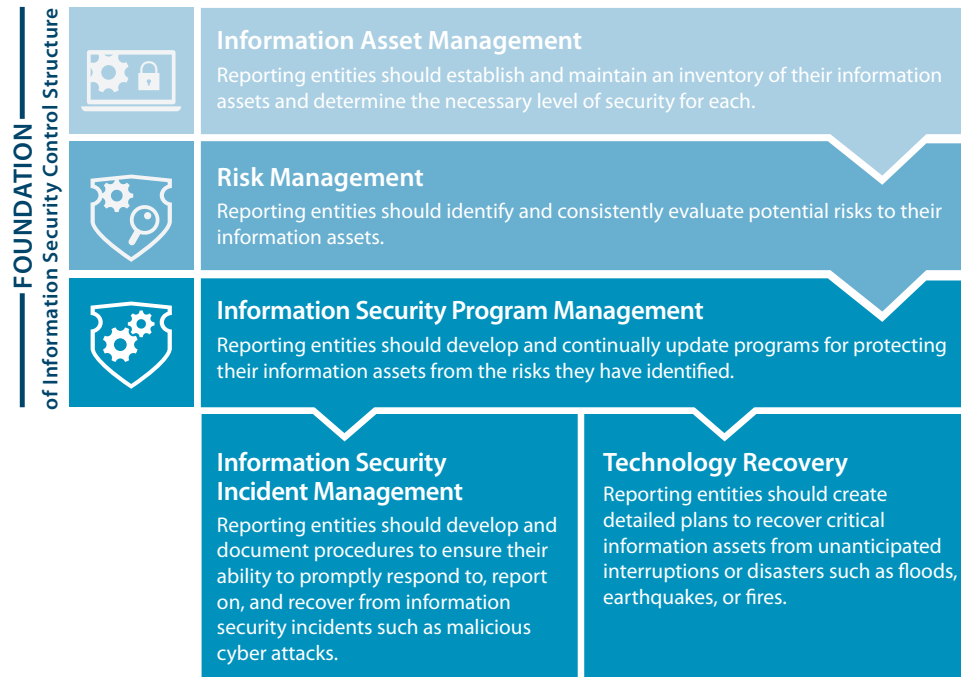 FOUNDATION
of Information Security Control Structure
Information Asset Management
Reporting entities should establish and maintain an inventory of their information
assets and determine the necessary level of security for each.
Risk Management
Reporting entities should identify and consistently evaluate potential risks to their
information assets.
Information Security Program Management
Reporting entities should develop and continually update programs for protecting
their information assets from the risks they have identified.
Information Security
Incident Management
Reporting entities should develop and
document procedures to ensure their
ability to promptly respond to, report
on, and recover from information
security incidents such as malicious
cyber attacks.
Technology Recovery
Reporting entities should create
detailed plans to recover critical
information assets from unanticipated
interruptions or disasters such as floods,
earthquakes, or fires.